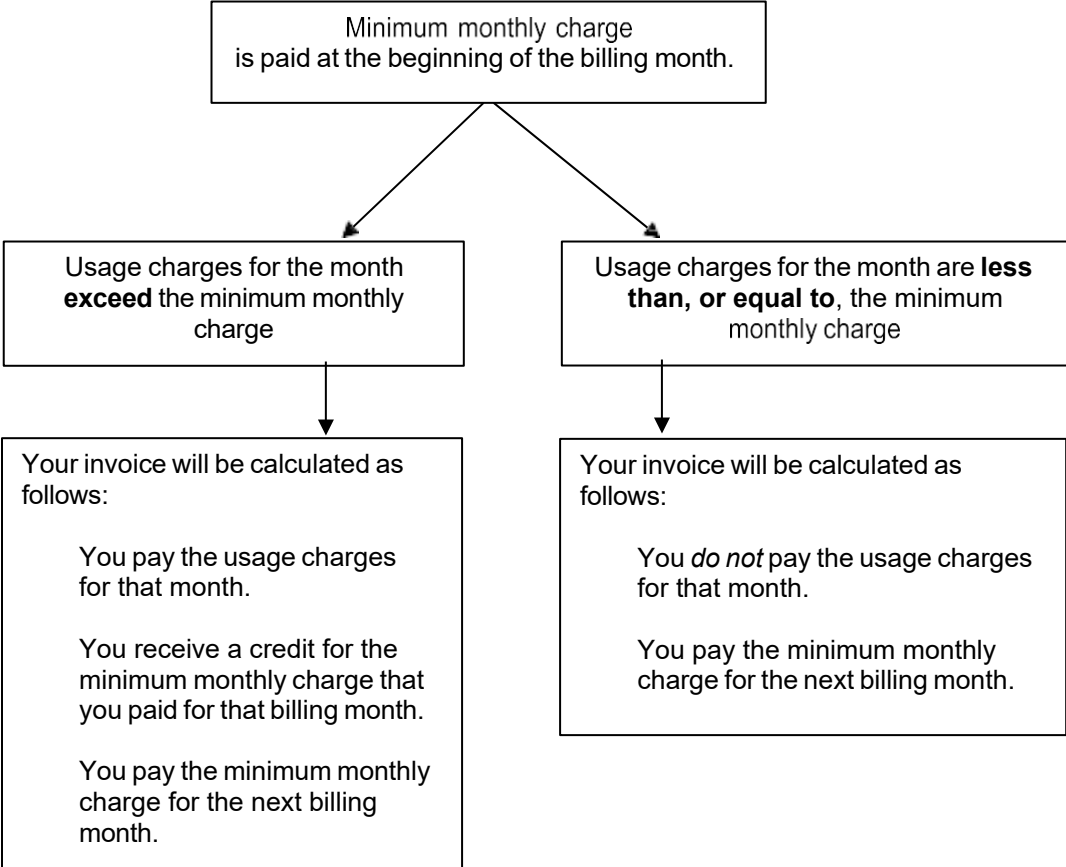 Minimum monthly charge
is paid at the beginning of the billing month.
Usage charges for the month
exceed the minimum monthly
charge
Usage charges for the month are less
than, or equal to, the minimum
monthly charge
Your invoice will be calculated as
follows:
You pay the usage charges
for that month.
You receive a credit for the
minimum monthly charge that
you paid for that billing month.
You pay the minimum monthly
charge for the next billing
month.
Your invoice will be calculated as
follows:
You do not pay the usage charges
for that month.
You pay the minimum monthly
charge for the next billing month.